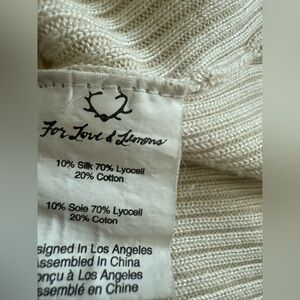 For Love & Lemons
10% Silk 70% Lyocell
20% Cotton
10% Soie 70% Lyocell
20% Coton
signed In Los Angeles
ssembled In China
onçu à Los Angeles
ssemblé en Chine